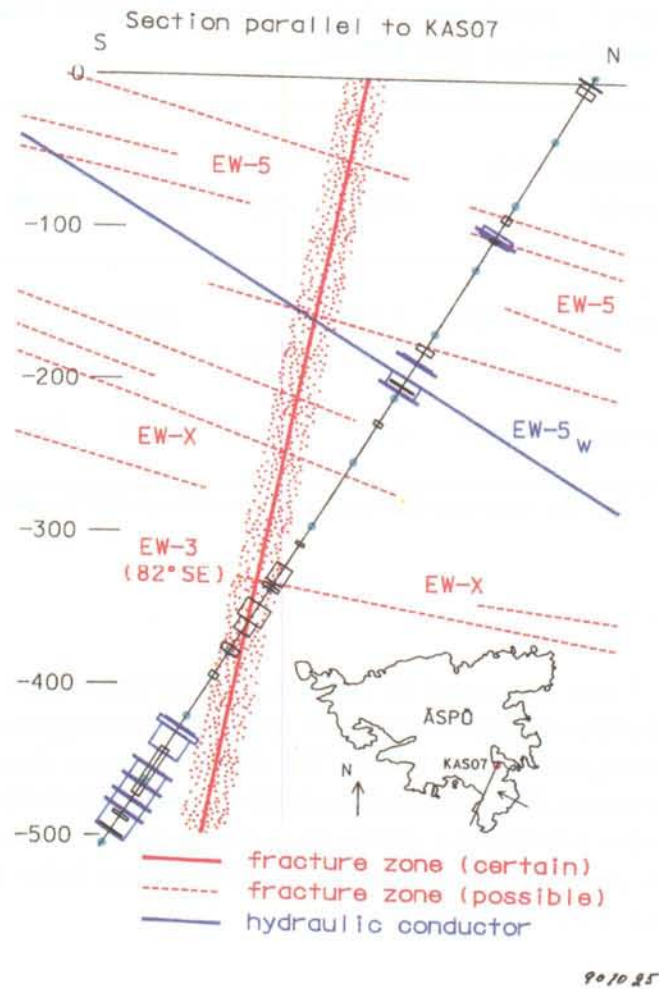 Section parallel to KAS07
S
N
0
EW-5
-100
EW-5
-200
EW-X
EW-5w
-300
EW-3
(82°SE)
EW-X
-400
ÄSPÖ
KAS07
N
-500
fracture zone (certain)
fracture zone (possible)
hydraulic conductor
901025